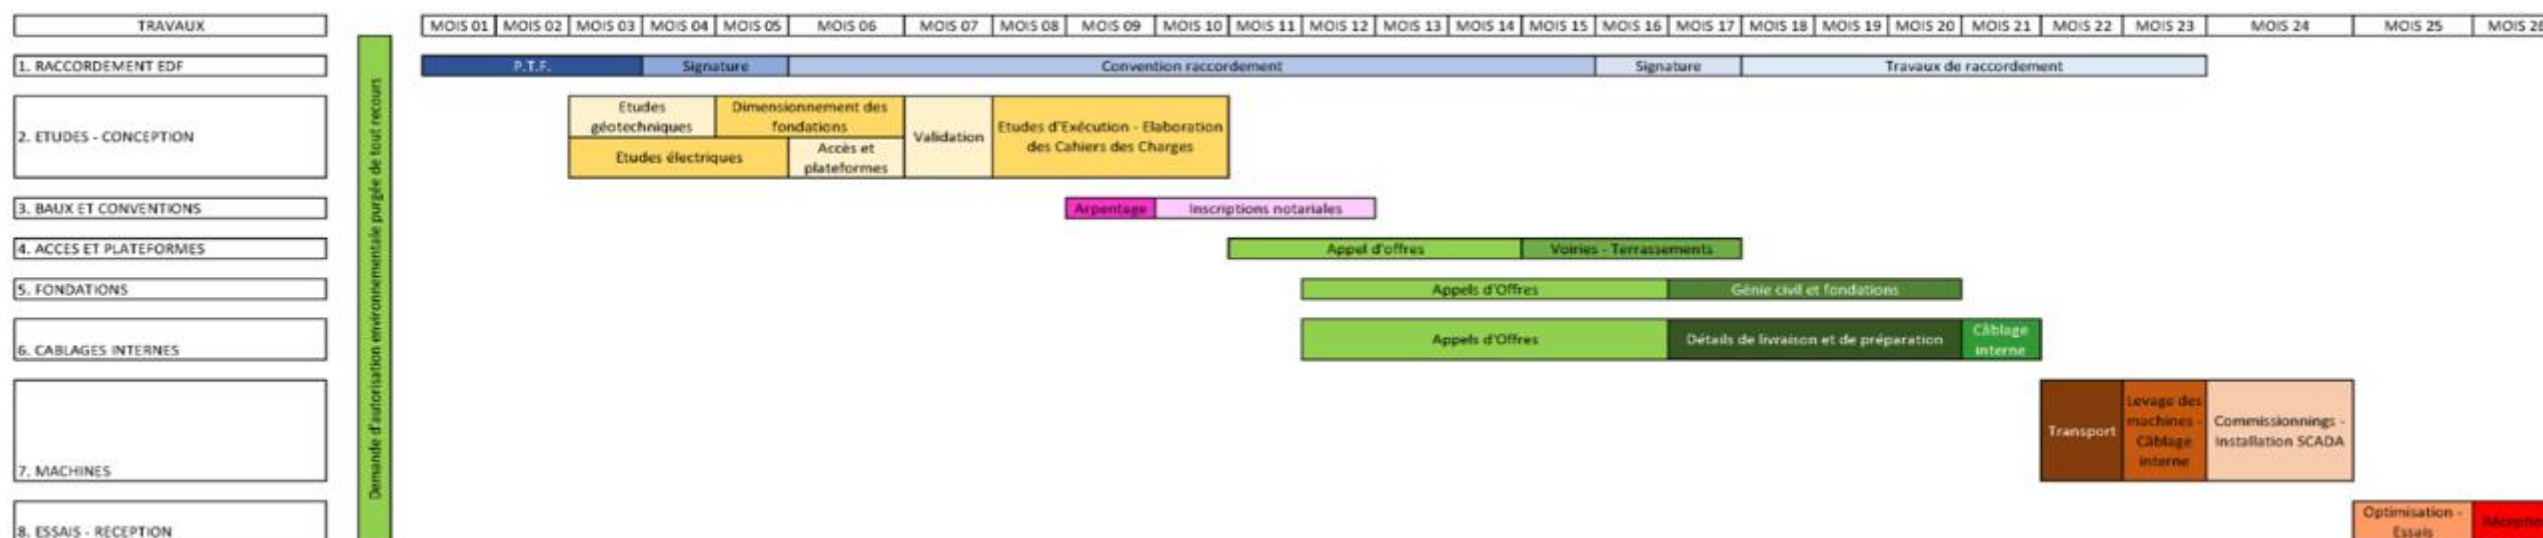 TRAVAUX MOIS 01 MOIS 02 MOIS 03 MOIS 04 MOIS 05 MOIS 06 MOIS 07 MOIS 08 MOIS 09 MOIS 10 MOIS 11 MOIS 12 MOIS 13 MOIS 14 MOIS 15 MOIS 16 MOIS 17 MOIS 18 MOIS 19 MOIS 20 MOIS 21 MOIS 22 MOIS 23 MOIS 24 MOIS 25 MOIS 26
Demande d'autorisation environnementale purgée de tout recours
1. RACCORDEMENT EDF P.T.F. Signature Convention raccordement Signature Travaux de raccordement
2. ETUDES - CONCEPTION
Etudes
géotechniques
Dimensionnement des
fondations
Etudes électriques
Accès et
plateformes
Validation
Etudes d'Exécution - Elaboration
des Cahiers des Charges
3. BAUX ET CONVENTIONS Arpentage Inscriptions notariales
4. ACCES ET PLATEFORMES Appel d'offres Voiries - Terrassements
5. FONDATIONS Appels d'Offres Génie civil et fondations
6. CABLAGES INTERNES Appels d'Offres Détails de livraison et de préparation
Câblage
interne
7. MACHINES
Transport
Levage des
machines -
Câblage
interne
Commissionnings -
Installation SCADA
8. ESSAIS - RECEPTION
Optimisation -
Essais
Réception